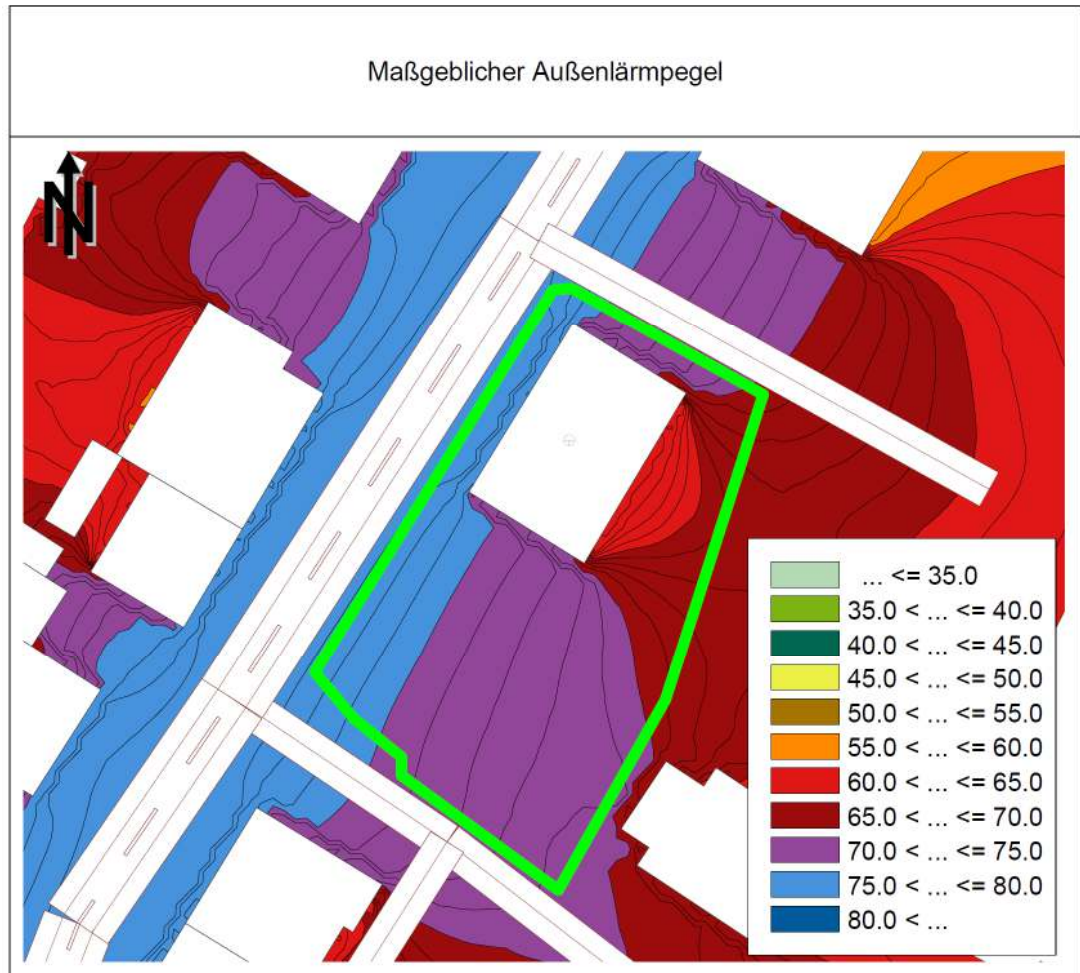 Maßgeblicher Außenlärmpegel
N
... <= 35.0
35.0 < ... <= 40.0
40.0 < ... <= 45.0
45.0 < ... <= 50.0
50.0 < ... <= 55.0
55.0 < ... <= 60.0
60.0 < ... <= 65.0
65.0 < ... <= 70.0
70.0 < ... <= 75.0
75.0 < ... <= 80.0
80.0 < ...